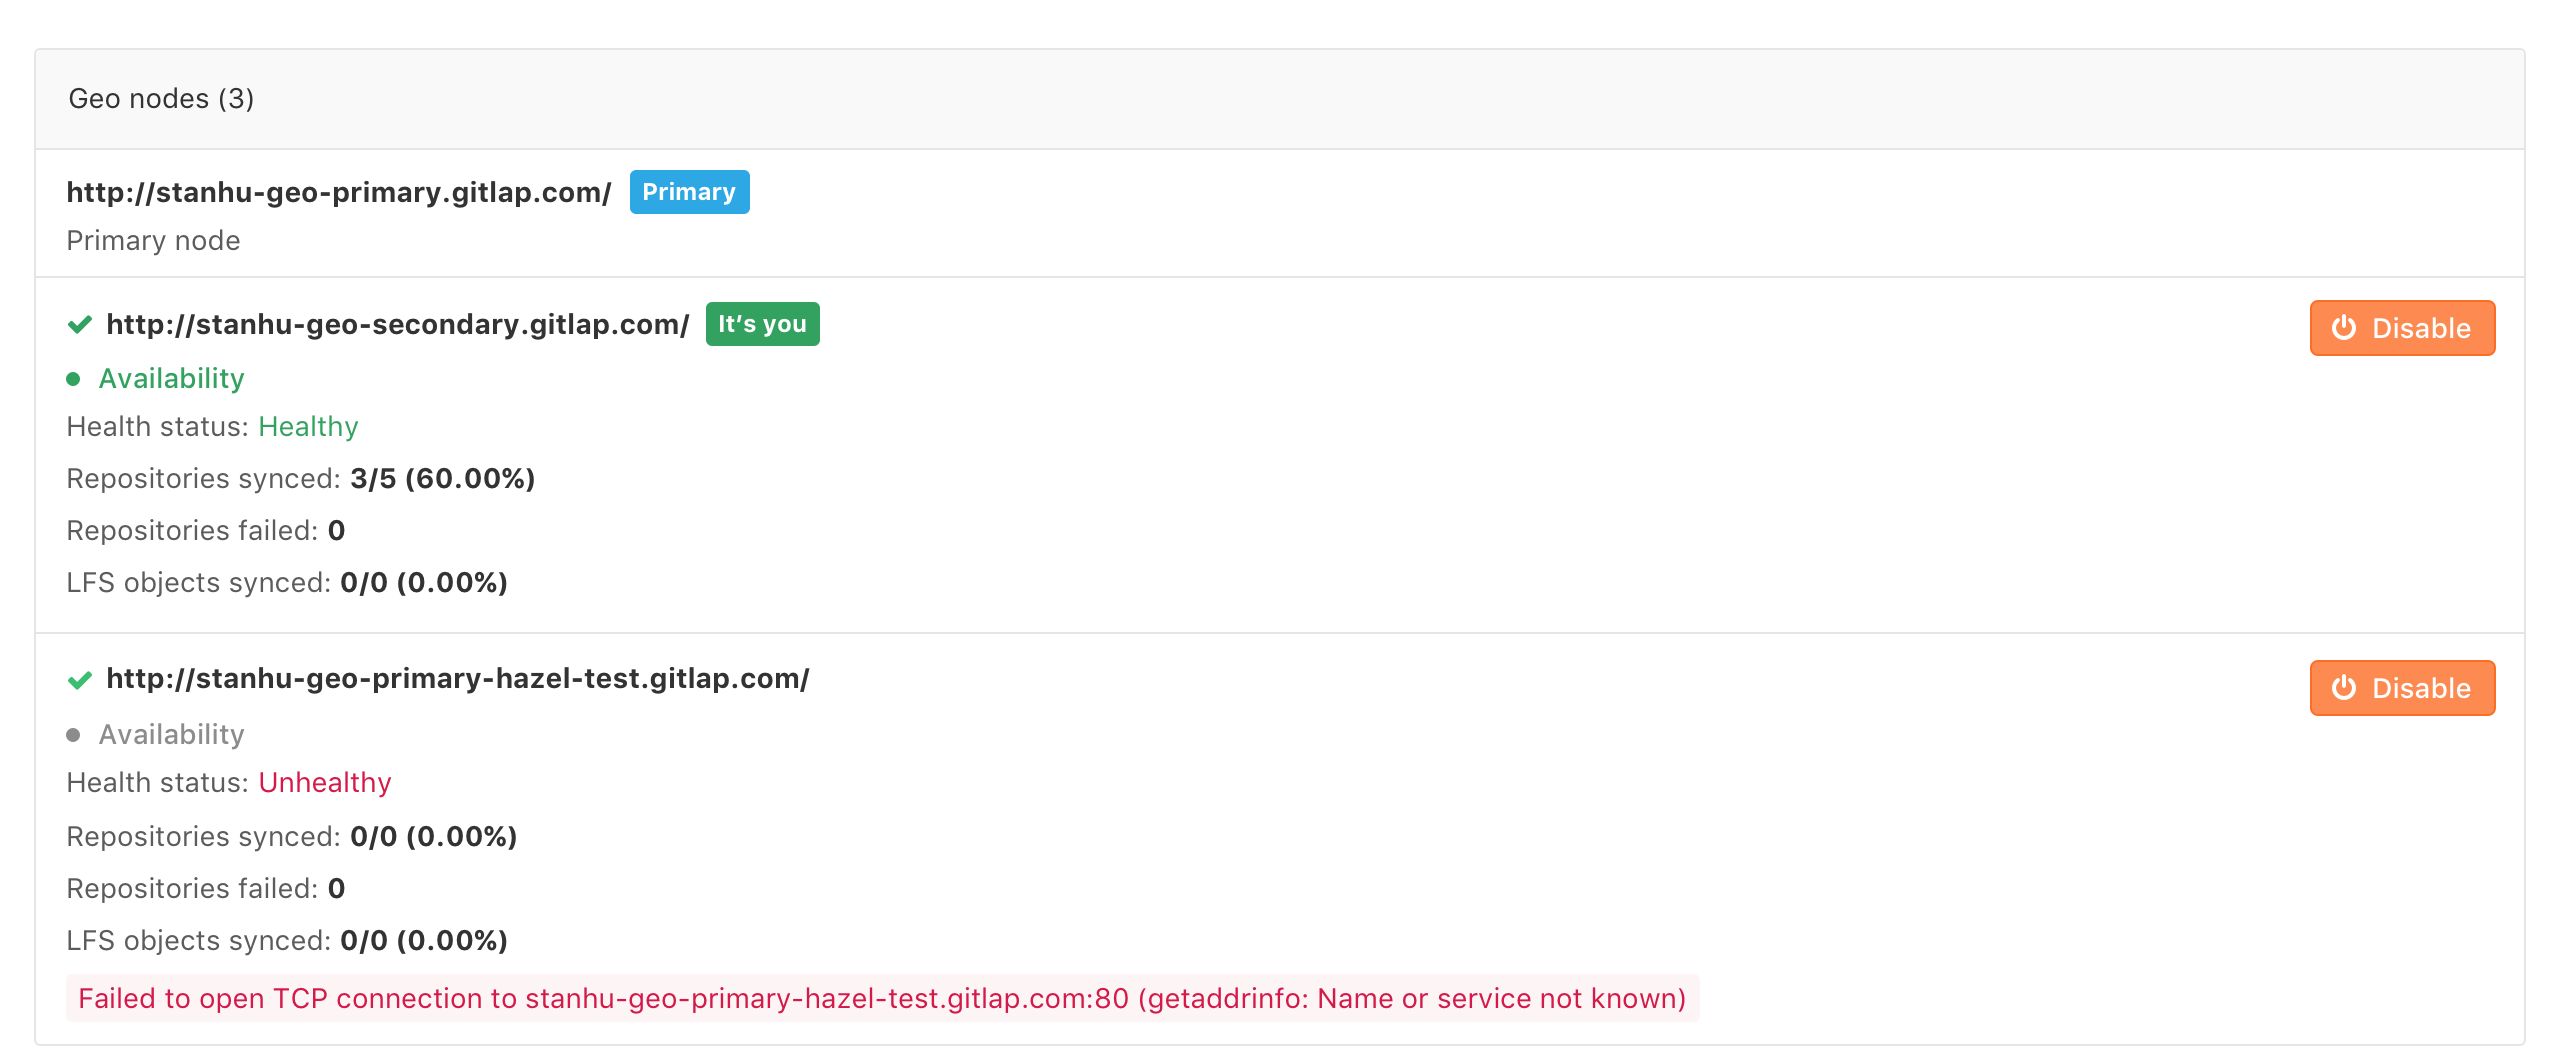 Geo nodes (3)
http://stanhu-geo-primary.gitlap.com/ Primary
Primary node
http://stanhu-geo-secondary.gitlap.com/ It’s you Disable
Availability
Health status: Healthy
Repositories synced: 3/5 (60.00%)
Repositories failed: 0
LFS objects synced: 0/0 (0.00%)
http://stanhu-geo-primary-hazel-test.gitlap.com/ Disable
Availability
Health status: Unhealthy
Repositories synced: 0/0 (0.00%)
Repositories failed: 0
LFS objects synced: 0/0 (0.00%)
Failed to open TCP connection to stanhu-geo-primary-hazel-test.gitlap.com:80 (getaddrinfo: Name or service not known)